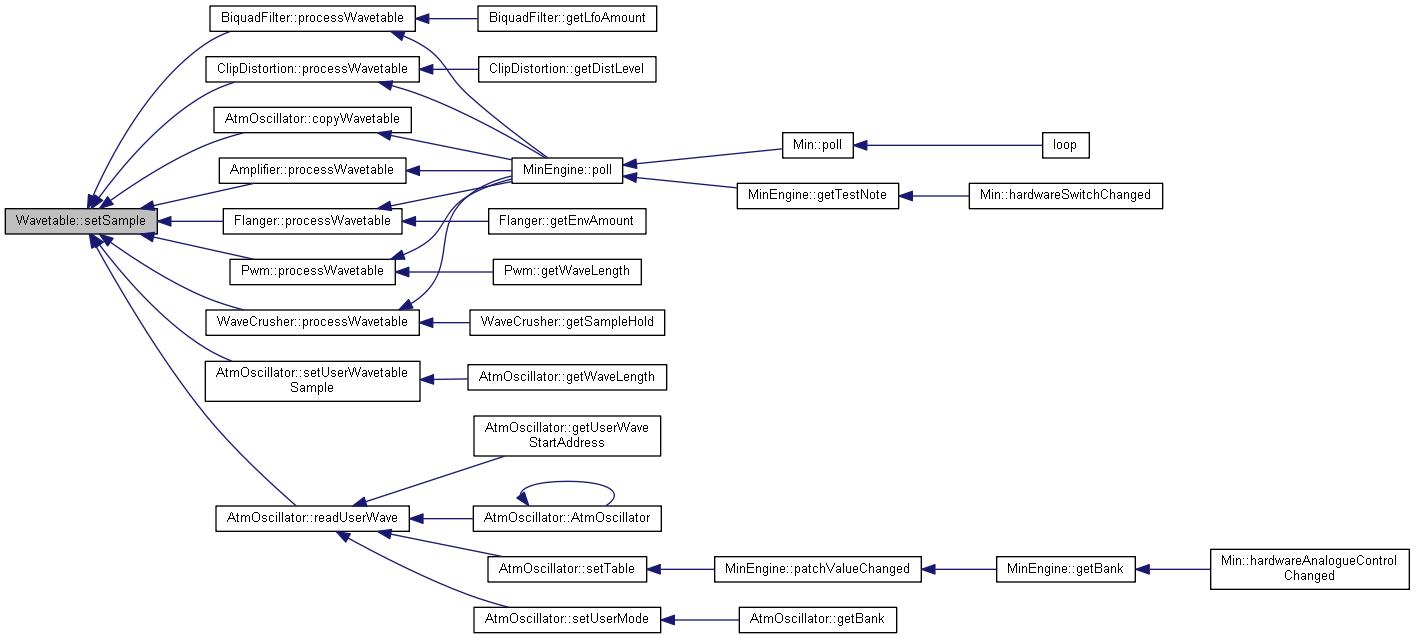 BiquadFilter::processWavetable
BiquadFilter::getLfoAmount
ClipDistortion::processWavetable
ClipDistortion::getDistLevel
AtmOscillator::copyWavetable
Min::poll
loop
Amplifier::processWavetable
MinEngine::poll
MinEngine::getTestNote
Min::hardwareSwitchChanged
Wavetable::setSample
Flanger::processWavetable
Flanger::getEnvAmount
Pwm::processWavetable
Pwm::getWaveLength
WaveCrusher::processWavetable
WaveCrusher::getSampleHold
AtmOscillator::setUserWavetable
Sample
AtmOscillator::getWaveLength
AtmOscillator::getUserWave
StartAddress
AtmOscillator::readUserWave
AtmOscillator::AtmOscillator
AtmOscillator::setTable
MinEngine::patchValueChanged
MinEngine::getBank
Min::hardwareAnalogueControl
Changed
AtmOscillator::setUserMode
AtmOscillator::getBank